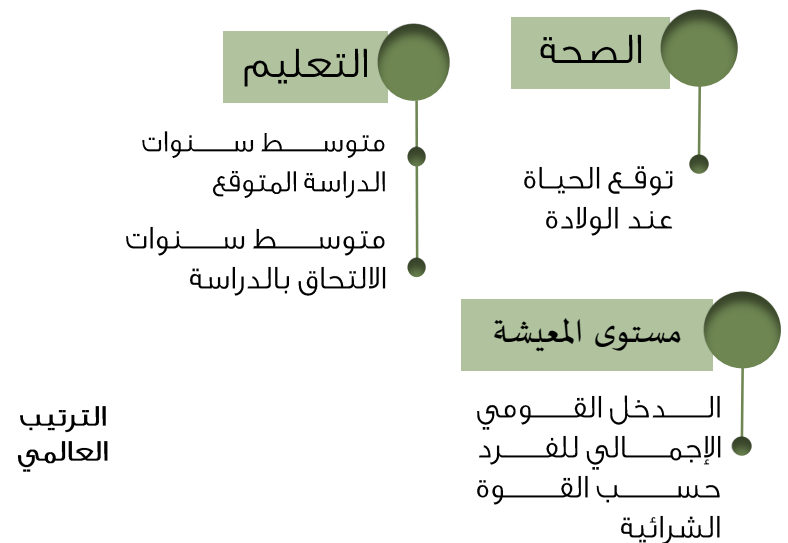 الصحة
توقع الحياة
عند الولادة
التعليم
متوسط سنوات
الدراسة المتوقع
متوسط سنوات
الالتحاق بالدراسة
مستوى المعيشة
الدخل القومي
الإجمالي للفرد
حسب القوة
الشرائية
الترتيب
العالمي